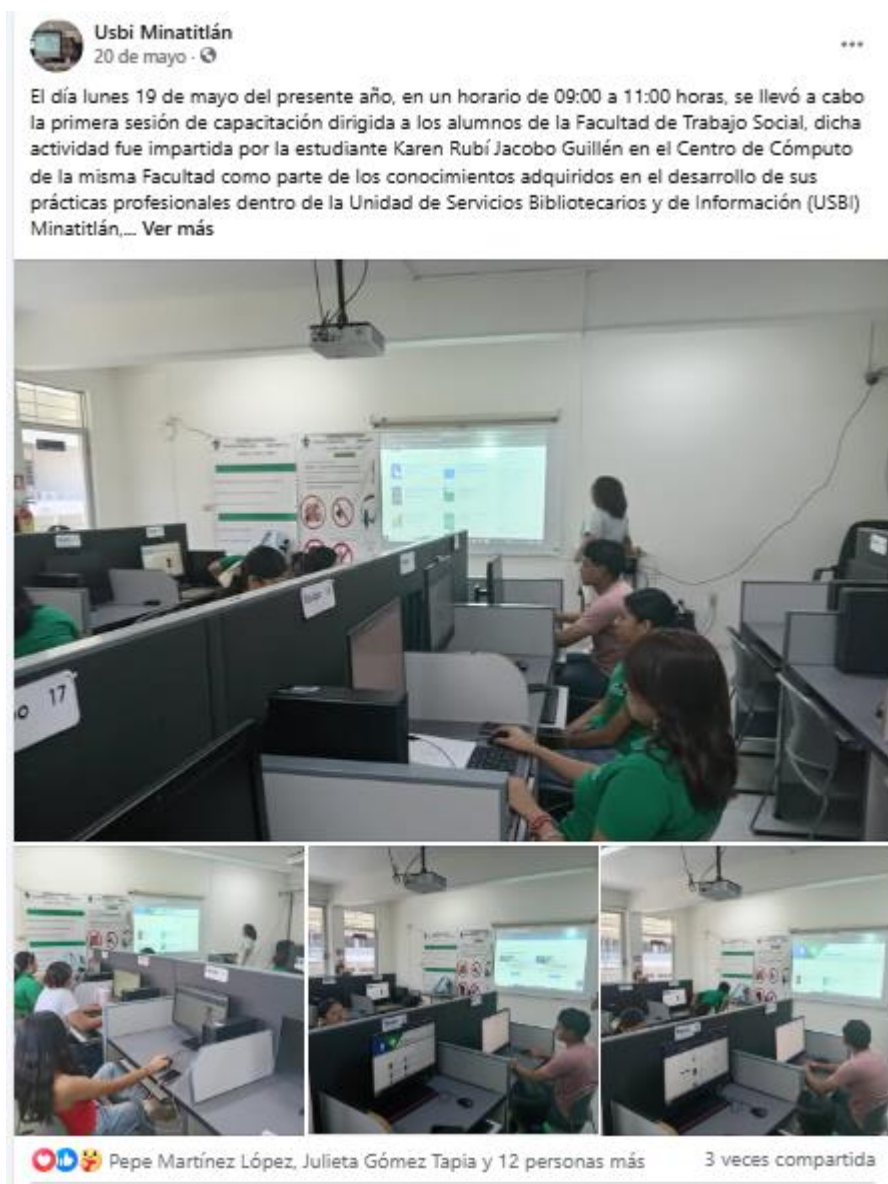 Usbi Minatitlán
20 de mayo
El día lunes 19 de mayo del presente año, en un horario de 09:00 a 11:00 horas, se llevó a cabo
la primera sesión de capacitación dirigida a los alumnos de la Facultad de Trabajo Social, dicha
actividad fue impartida por la estudiante Karen Rubí Jacobo Guillén en el Centro de Cómputo
de la misma Facultad como parte de los conocimientos adquiridos en el desarrollo de sus
prácticas profesionales dentro de la Unidad de Servicios Bibliotecarios y de Información (USBI)
Minatitlán,... Ver más
17
Pepe Martínez López, Julieta Gómez Tapia y 12 personas más
3 veces compartida